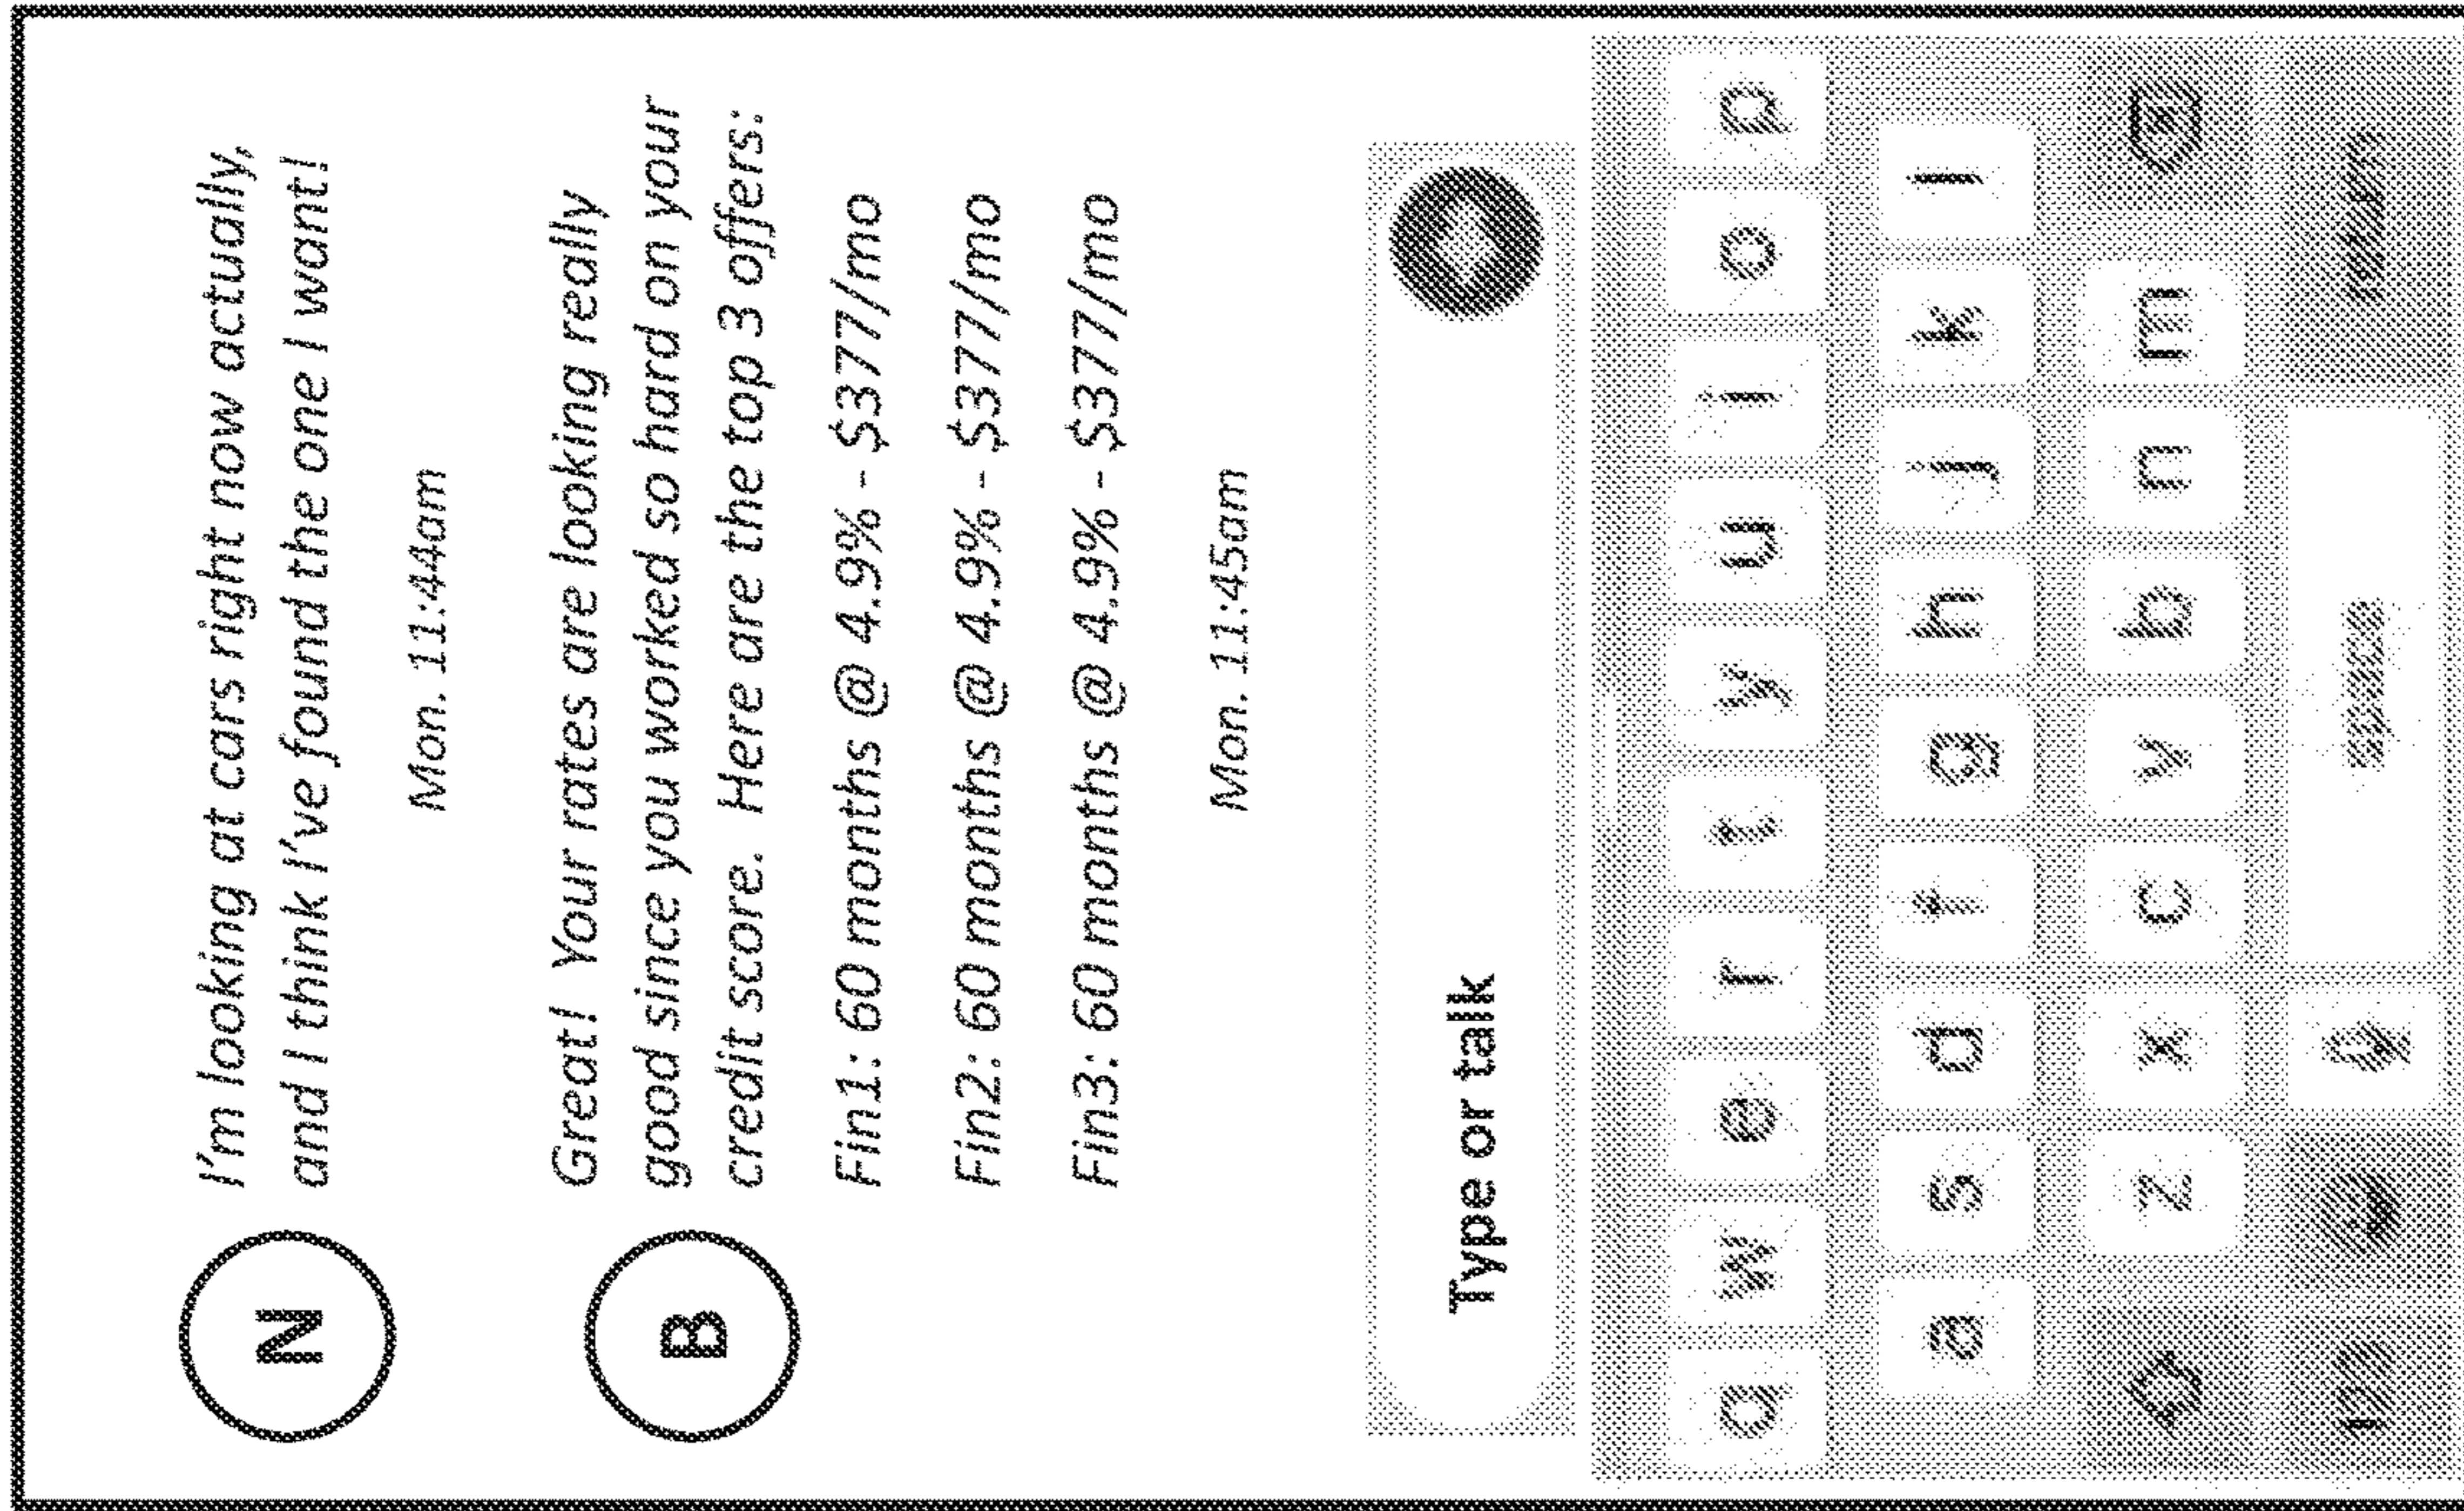 N
I'm looking at cars right now actually,
and I think I've found the one I want!
Mon. 11:44am
B
Great! Your rates are looking really
good since you worked so hard on your
credit score. Here are the top 3 offers:
Fin1: 60 months @ 4.9% - $377/mo
Fin2: 60 months @ 4.9% - $377/mo
Fin3: 60 months @ 4.9% - $377/mo
Mon. 11:45am
Type or talk
q w e r t y u i o p
a s d f g h j k l
z x c v b n m
123 space return